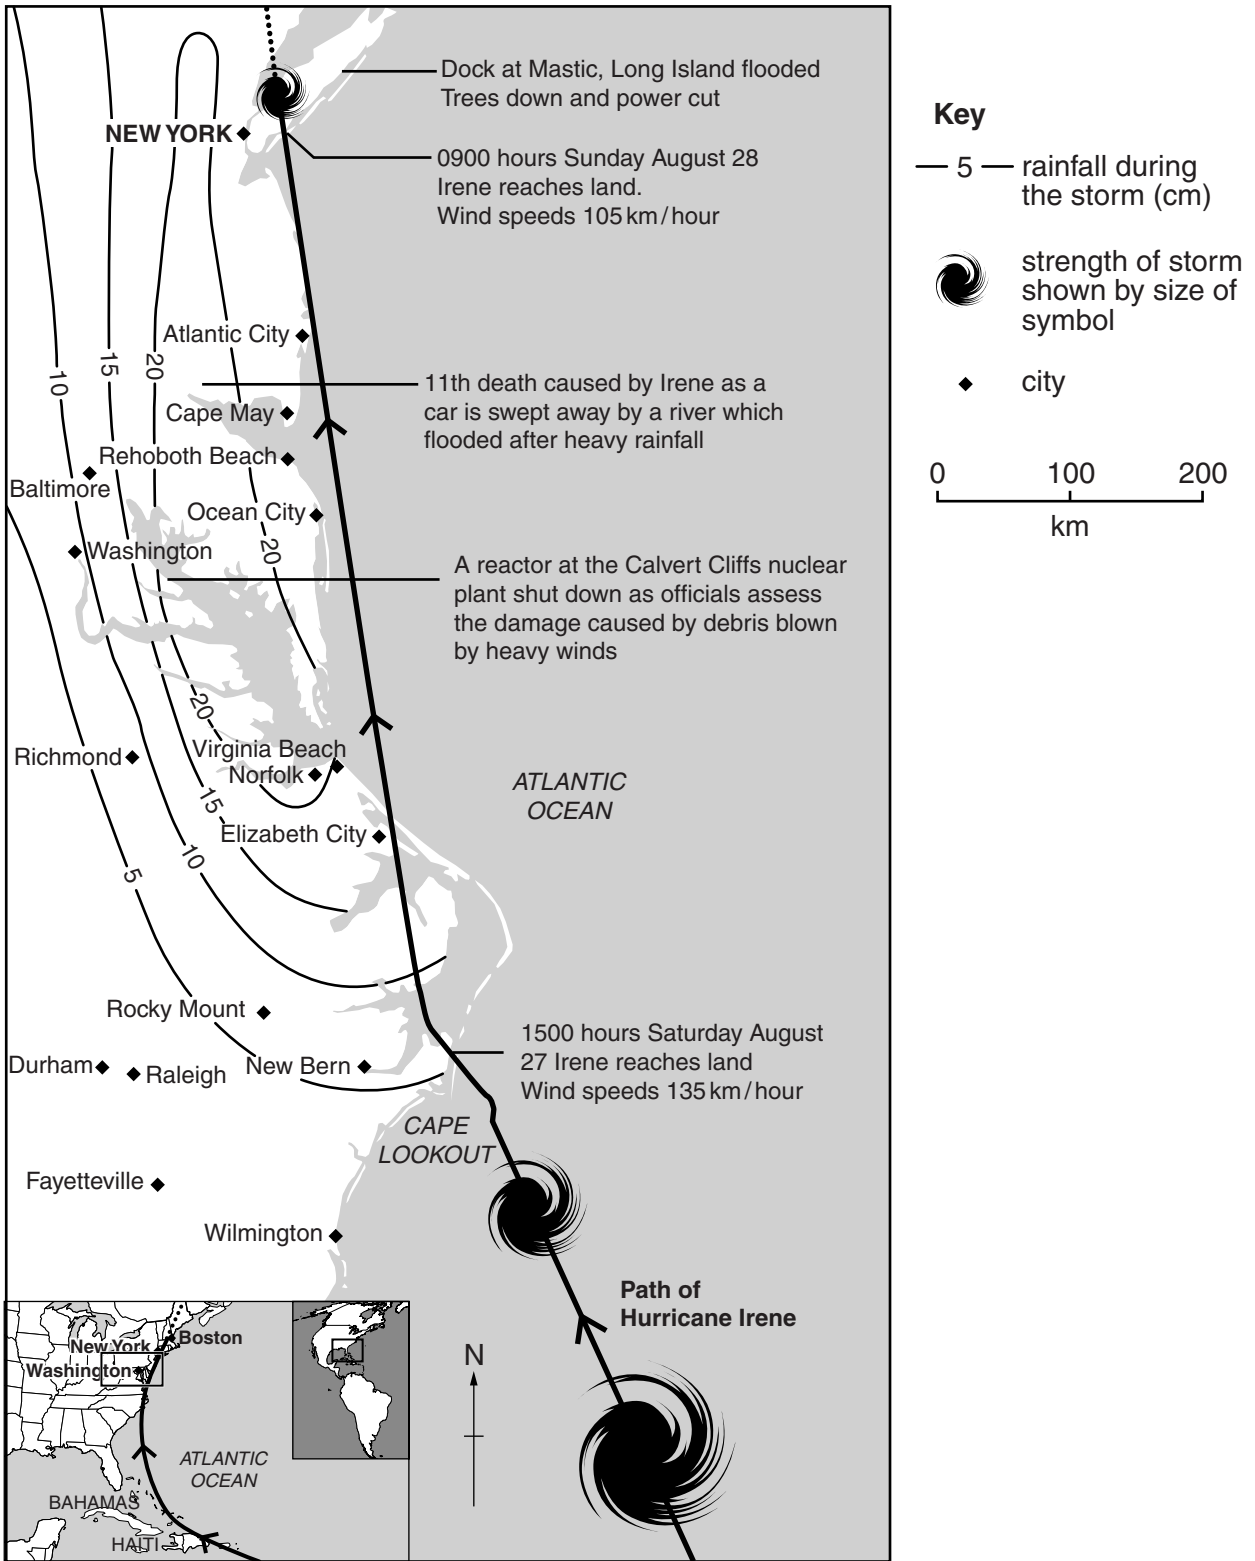 Dock at Mastic, Long Island flooded
Trees down and power cut
NEW YORK
0900 hours Sunday August 28
Irene reaches land.
Wind speeds 105 km / hour
Atlantic City
10
15
20
11th death caused by Irene as a
car is swept away by a river which
flooded after heavy rainfall
Cape May
Rehoboth Beach
Baltimore
Ocean City
20
Washington
A reactor at the Calvert Cliffs nuclear
plant shut down as officials assess
the damage caused by debris blown
by heavy winds
20
Richmond
Virginia Beach
Norfolk
15
ATLANTIC
OCEAN
Elizabeth City
10
5
Rocky Mount
Durham
Raleigh
New Bern
1500 hours Saturday August
27 Irene reaches land
Wind speeds 135 km / hour
CAPE
LOOKOUT
Fayetteville
Wilmington
Path of
Hurricane Irene
N
New York
Boston
Washington
ATLANTIC
OCEAN
BAHAMAS
HAITI
Key
5
rainfall during
the storm (cm)
strength of storm
shown by size of
symbol
city
0 100 200
km